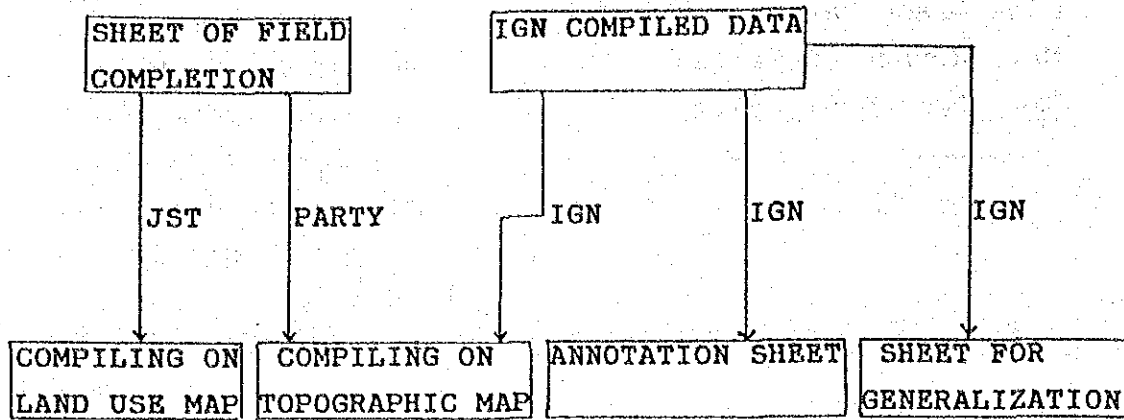 SHEET OF FIELD
COMPLETION
IGN COMPILED DATA
JST
PARTY
IGN
IGN
IGN
COMPILING ON
LAND USE MAP
COMPILING ON
TOPOGRAPHIC MAP
ANNOTATION SHEET
SHEET FOR
GENERALIZATION